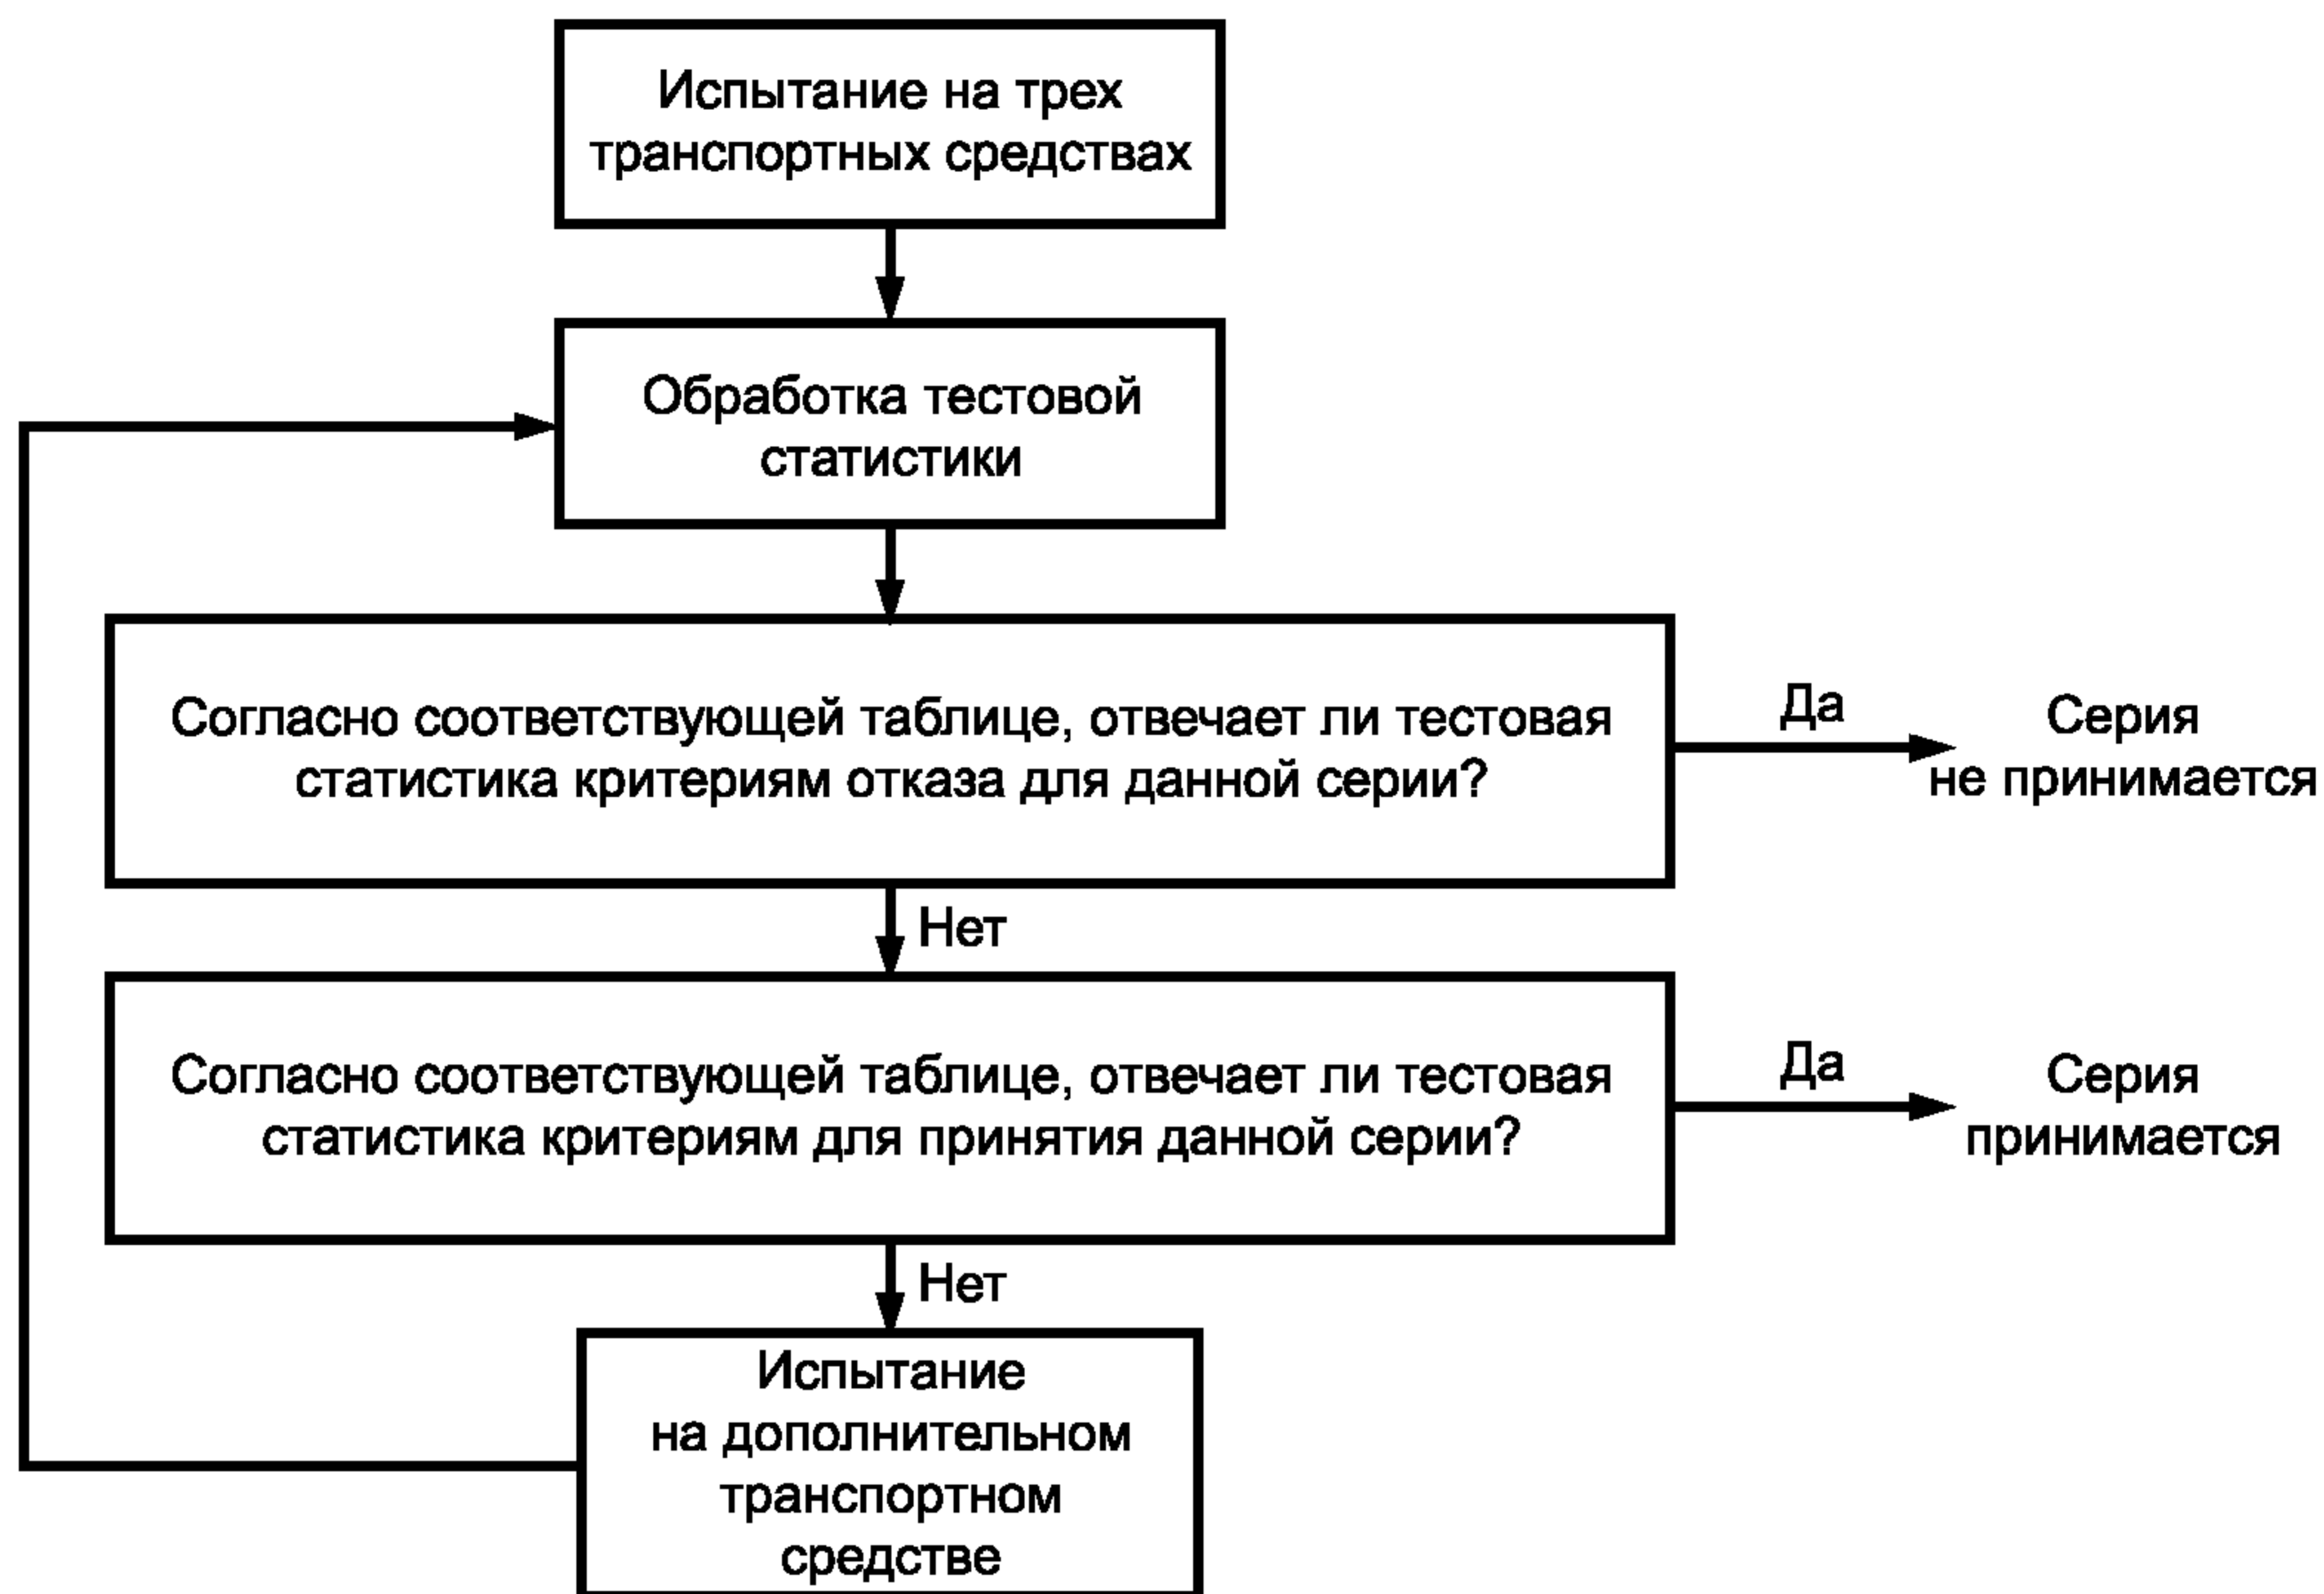 Испытание на трех
транспортных средствах
Обработка тестовой
статистики
Согласно соответствующей таблице, отвечает ли тестовая
статистика критериям отказа для данной серии?
Да
Серия
не принимается
Нет
Согласно соответствующей таблице, отвечает ли тестовая
статистика критериям для принятия данной серии?
Да
Серия
принимается
Нет
Испытание
на дополнительном
транспортном
средстве